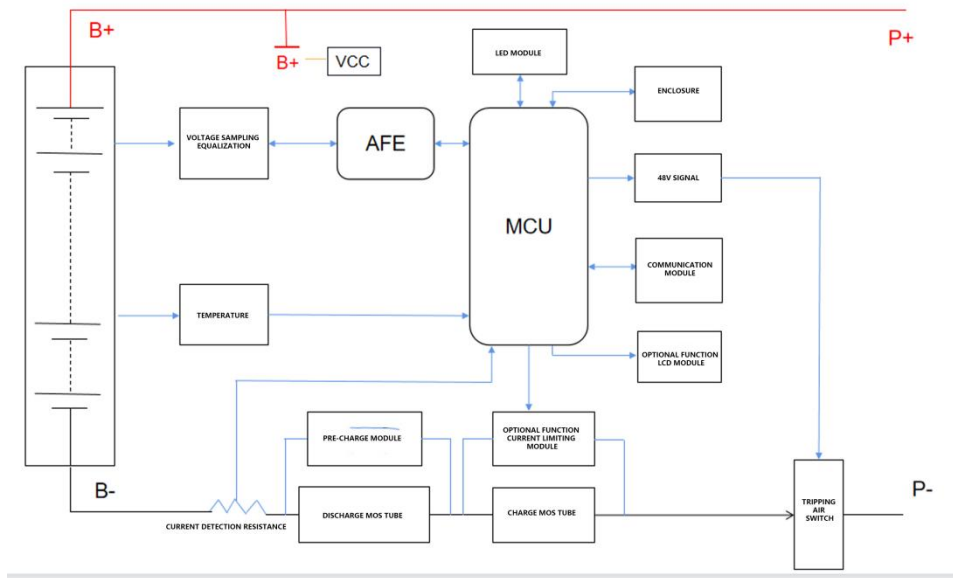 B+
P+
B+
VCC
LED MODULE
ENCLOSURE
VOLTAGE SAMPLING
EQUALIZATION
AFE
MCU
48V SIGNAL
COMMUNICATION
MODULE
TEMPERATURE
OPTIONAL FUNCTION
LCD MODULE
PRE-CHARGE MODULE
OPTIONAL FUNCTION
CURRENT LIMITING
MODULE
B-
P-
TRIPPING
AIR
SWITCH
DISCHARGE MOS TUBE
CHARGE MOS TUBE
CURRENT DETECTION RESISTANCE